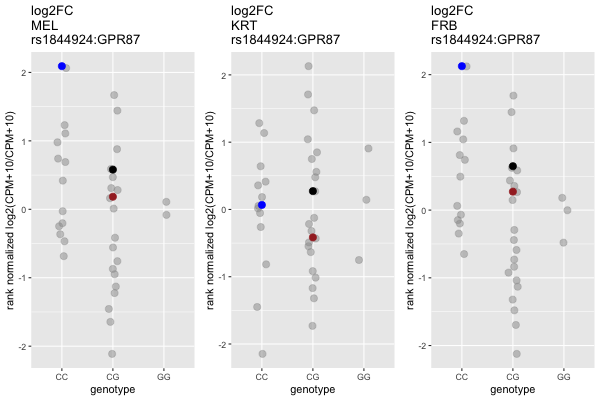 log2FC
MEL
rs1844924:GPR87
rank normalized log2(CPM+10/CPM+10)
2
1
0
-1
-2
CC
CG
GG
genotype
log2FC
KRT
rs1844924:GPR87
rank normalized log2(CPM+10/CPM+10)
2
1
0
-1
-2
CC
CG
GG
genotype
log2FC
FRB
rs1844924:GPR87
rank normalized log2(CPM+10/CPM+10)
2
1
0
-1
-2
CC
CG
GG
genotype